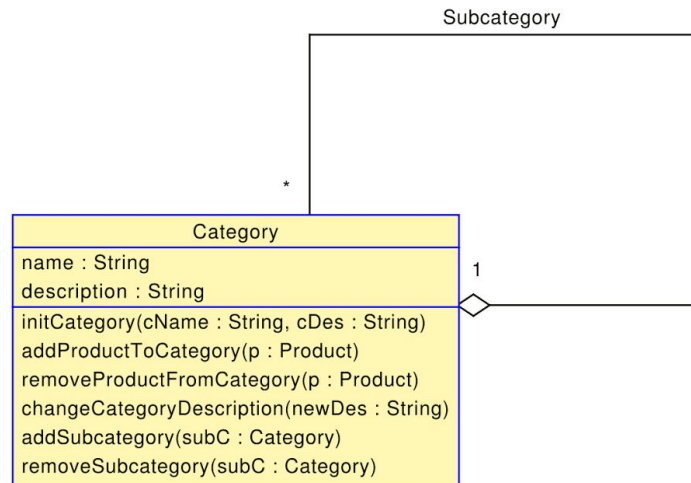 Subcategory
*
Category
1
name : String
description : String
initCategory(cName : String, cDes : String)
addProductToCategory(p : Product)
removeProductFromCategory(p : Product)
changeCategoryDescription(newDes : String)
addSubcategory(subC : Category)
removeSubcategory(subC : Category)